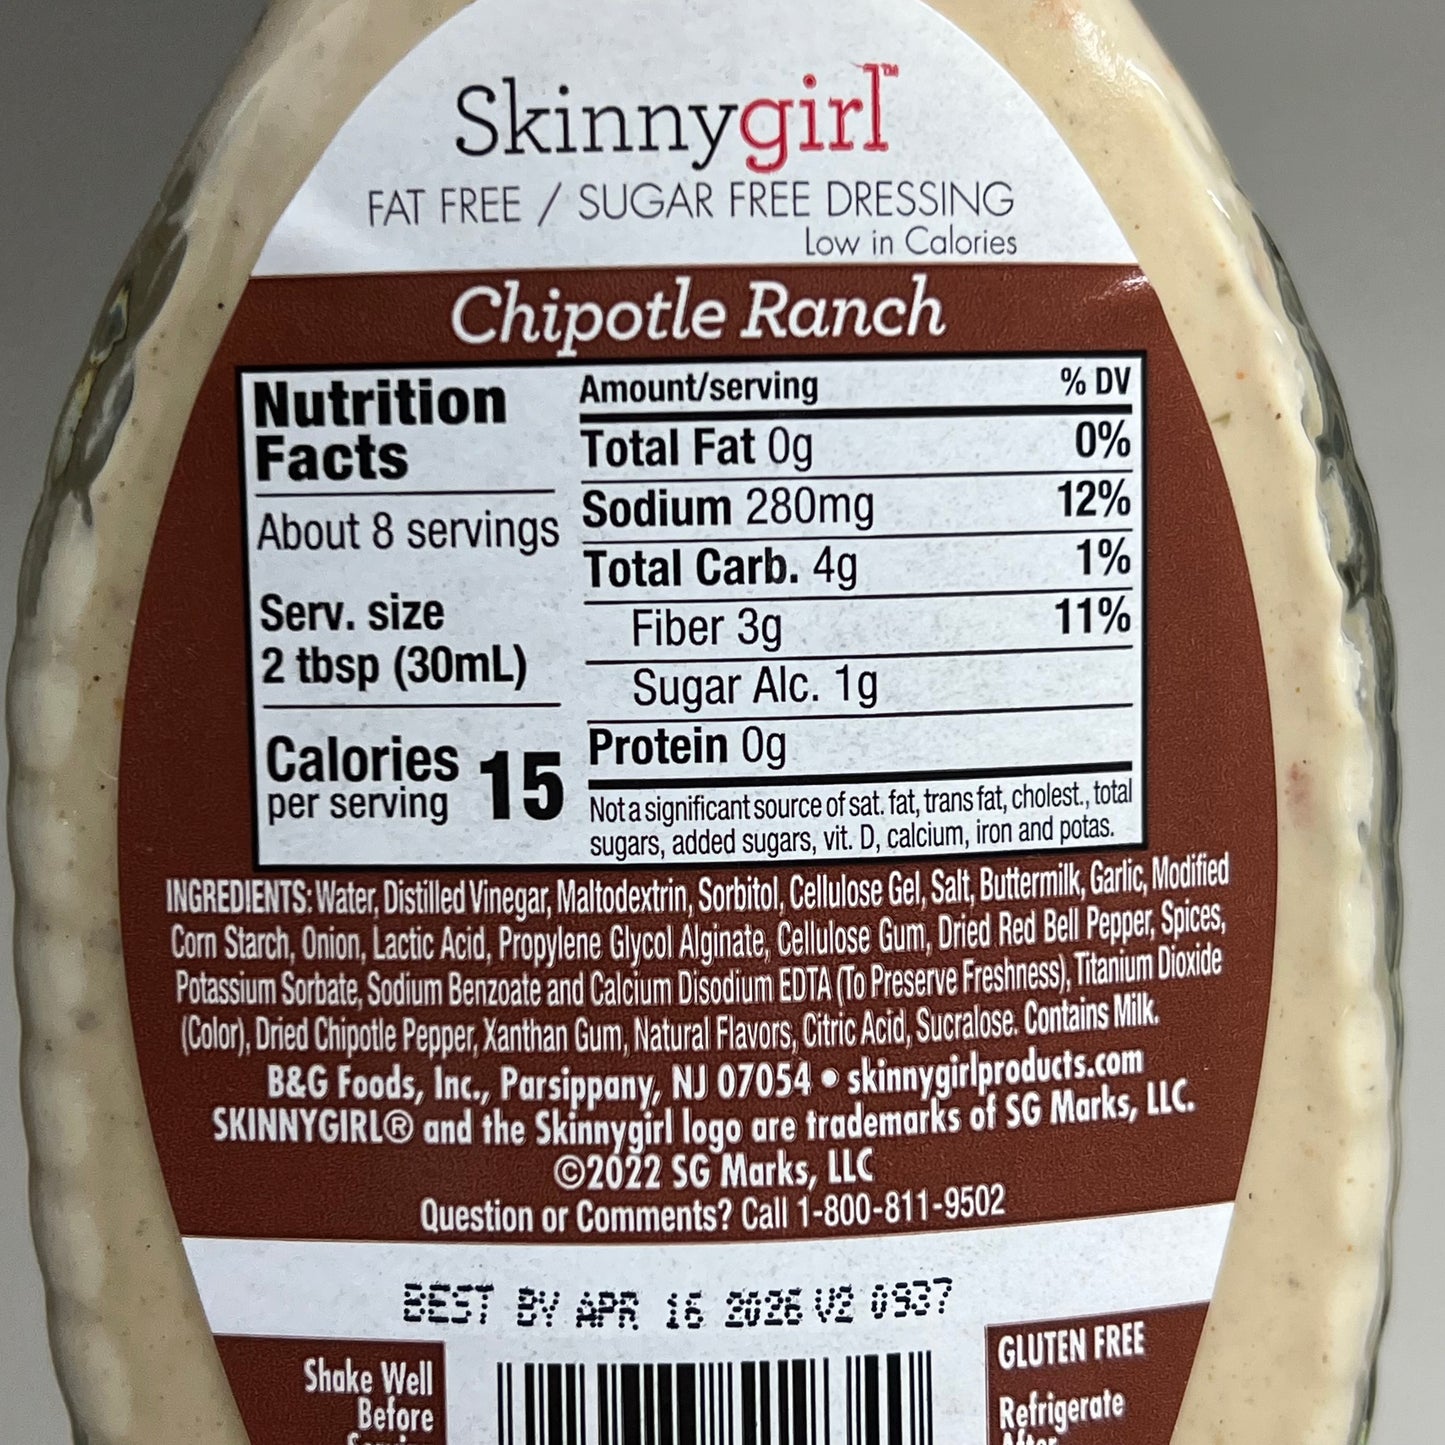 Skinnygirl™
FAT FREE / SUGAR FREE DRESSING
Low in Calories
Chipotle Ranch
Nutrition
Facts
About 8 servings
Serv. size
2 tbsp (30mL)
Calories 15
per serving
Amount/serving % DV
Total Fat 0g 0%
Sodium 280mg 12%
Total Carb. 4g 1%
Fiber 3g 11%
Sugar Alc. 1g
Protein 0g
Not a significant source of sat. fat, trans fat, cholest., total
sugars, added sugars, vit. D, calcium, iron and potas.
INGREDIENTS: Water, Distilled Vinegar, Maltodextrin, Sorbitol, Cellulose Gel, Salt, Buttermilk, Garlic, Modified
Corn Starch, Onion, Lactic Acid, Propylene Glycol Alginate, Cellulose Gum, Dried Red Bell Pepper, Spices,
Potassium Sorbate, Sodium Benzoate and Calcium Disodium EDTA (To Preserve Freshness), Titanium Dioxide
(Color), Dried Chipotle Pepper, Xanthan Gum, Natural Flavors, Citric Acid, Sucralose. Contains Milk.
B&G Foods, Inc., Parsippany, NJ 07054 • skinnygirlproducts.com
SKINNYGIRL® and the Skinnygirl logo are trademarks of SG Marks, LLC.
©2022 SG Marks, LLC
Question or Comments? Call 1-800-811-9502
BEST BY APR 16 2026 V2 0937
Shake Well
Before
GLUTEN FREE
Refrigerate
After